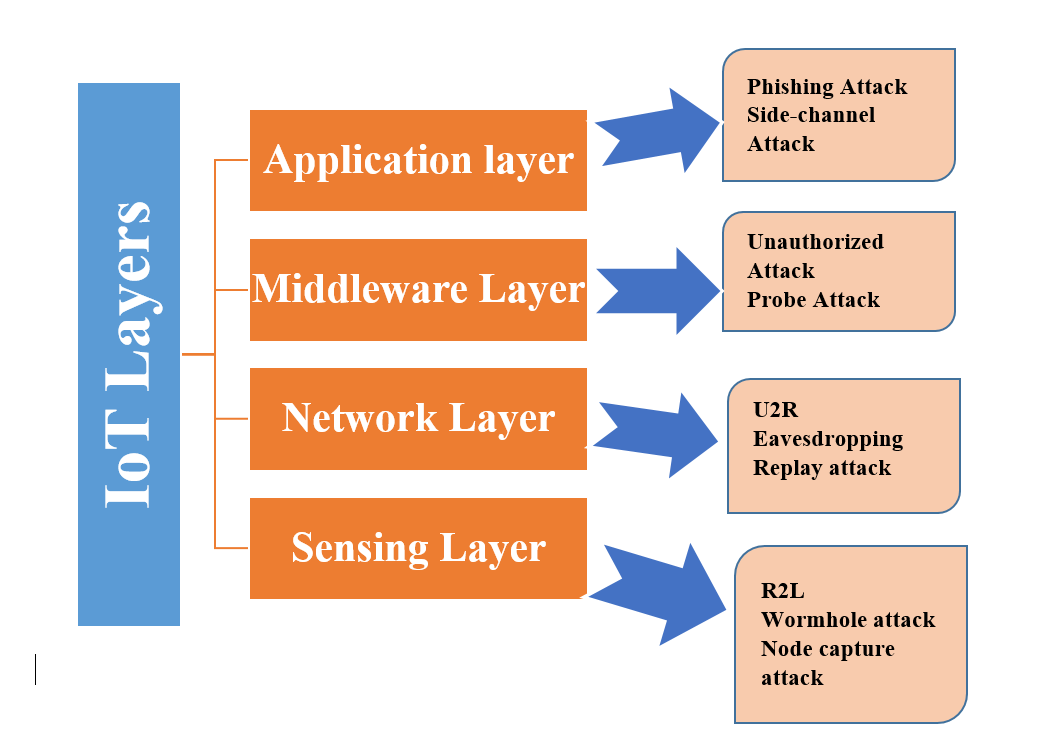 IoT Layers
Application layer
Phishing Attack
Side-channel
Attack
Middleware Layer
Unauthorized
Attack
Probe Attack
Network Layer
U2R
Eavesdropping
Replay attack
Sensing Layer
R2L
Wormhole attack
Node capture
attack